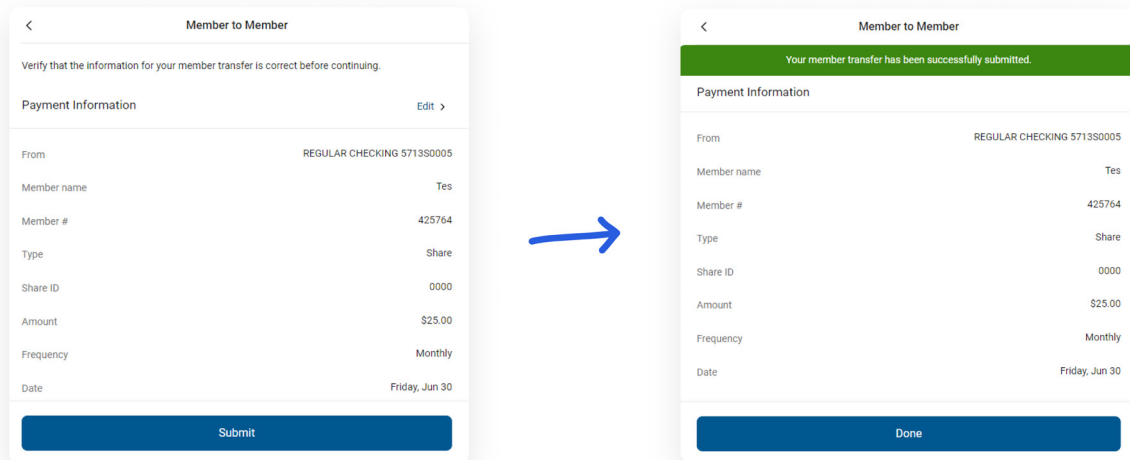 Member to Member
Verify that the information for your member transfer is correct before continuing.
Payment Information Edit
From REGULAR CHECKING 5713S0005
Member name Tes
Member # 425764
Type Share
Share ID 0000
Amount $25.00
Frequency Monthly
Date Friday, Jun 30
Submit
Member to Member
Your member transfer has been successfully submitted.
Payment Information
From REGULAR CHECKING 5713S0005
Member name Tes
Member # 425764
Type Share
Share ID 0000
Amount $25.00
Frequency Monthly
Date Friday, Jun 30
Done